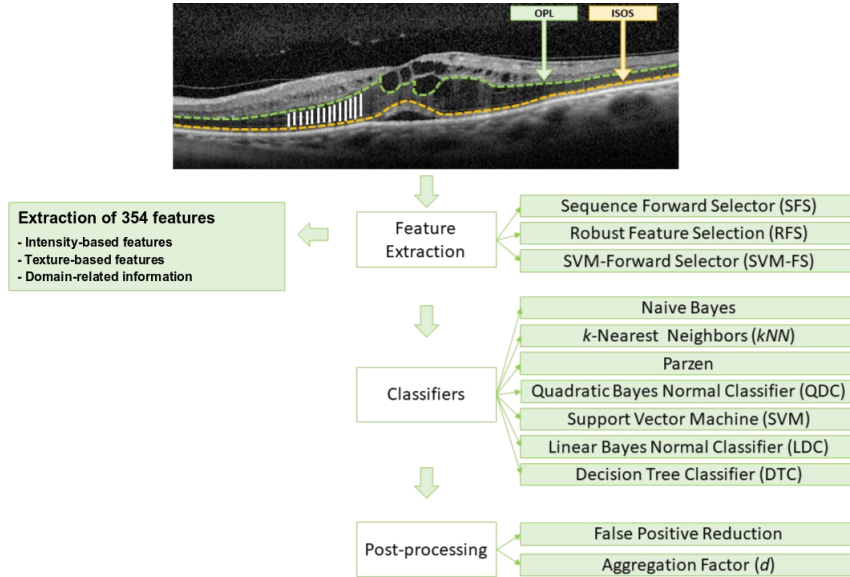 OPL
ISOS
Extraction of 354 features
- Intensity-based features
- Texture-based features
- Domain-related information
Feature
Extraction
Sequence Forward Selector (SFS)
Robust Feature Selection (RFS)
SVM-Forward Selector (SVM-FS)
Classifiers
Naive Bayes
k-Nearest Neighbors (kNN)
Parzen
Quadratic Bayes Normal Classifier (QDC)
Support Vector Machine (SVM)
Linear Bayes Normal Classifier (LDC)
Decision Tree Classifier (DTC)
Post-processing
False Positive Reduction
Aggregation Factor (d)